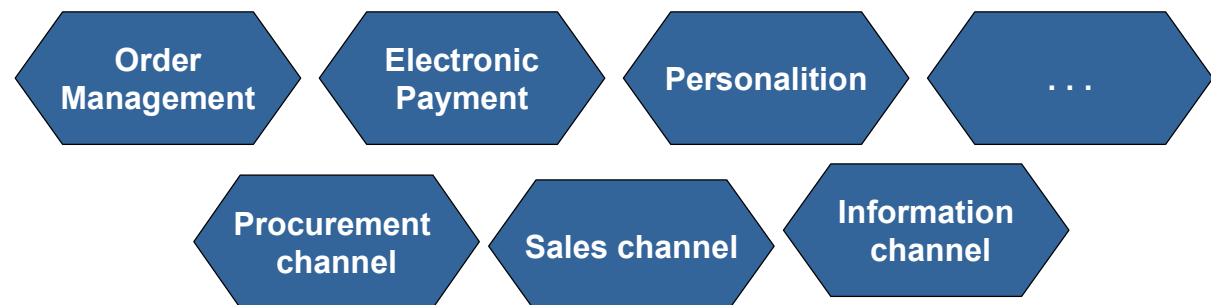 Order
Management
Electronic
Payment
Personalition
. . .
Procurement
channel
Sales channel
Information
channel